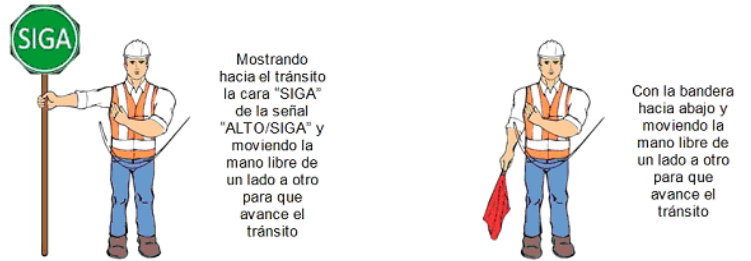 SIGA
Mostrando
hacia el tránsito
la cara "SIGA"
de la señal
"ALTO/SIGA" y
moviendo la
mano libre de
un lado a otro
para que
avance el
tránsito
Con la bandera
hacia abajo y
moviendo la
mano libre de
un lado a otro
para que
avance el
tránsito